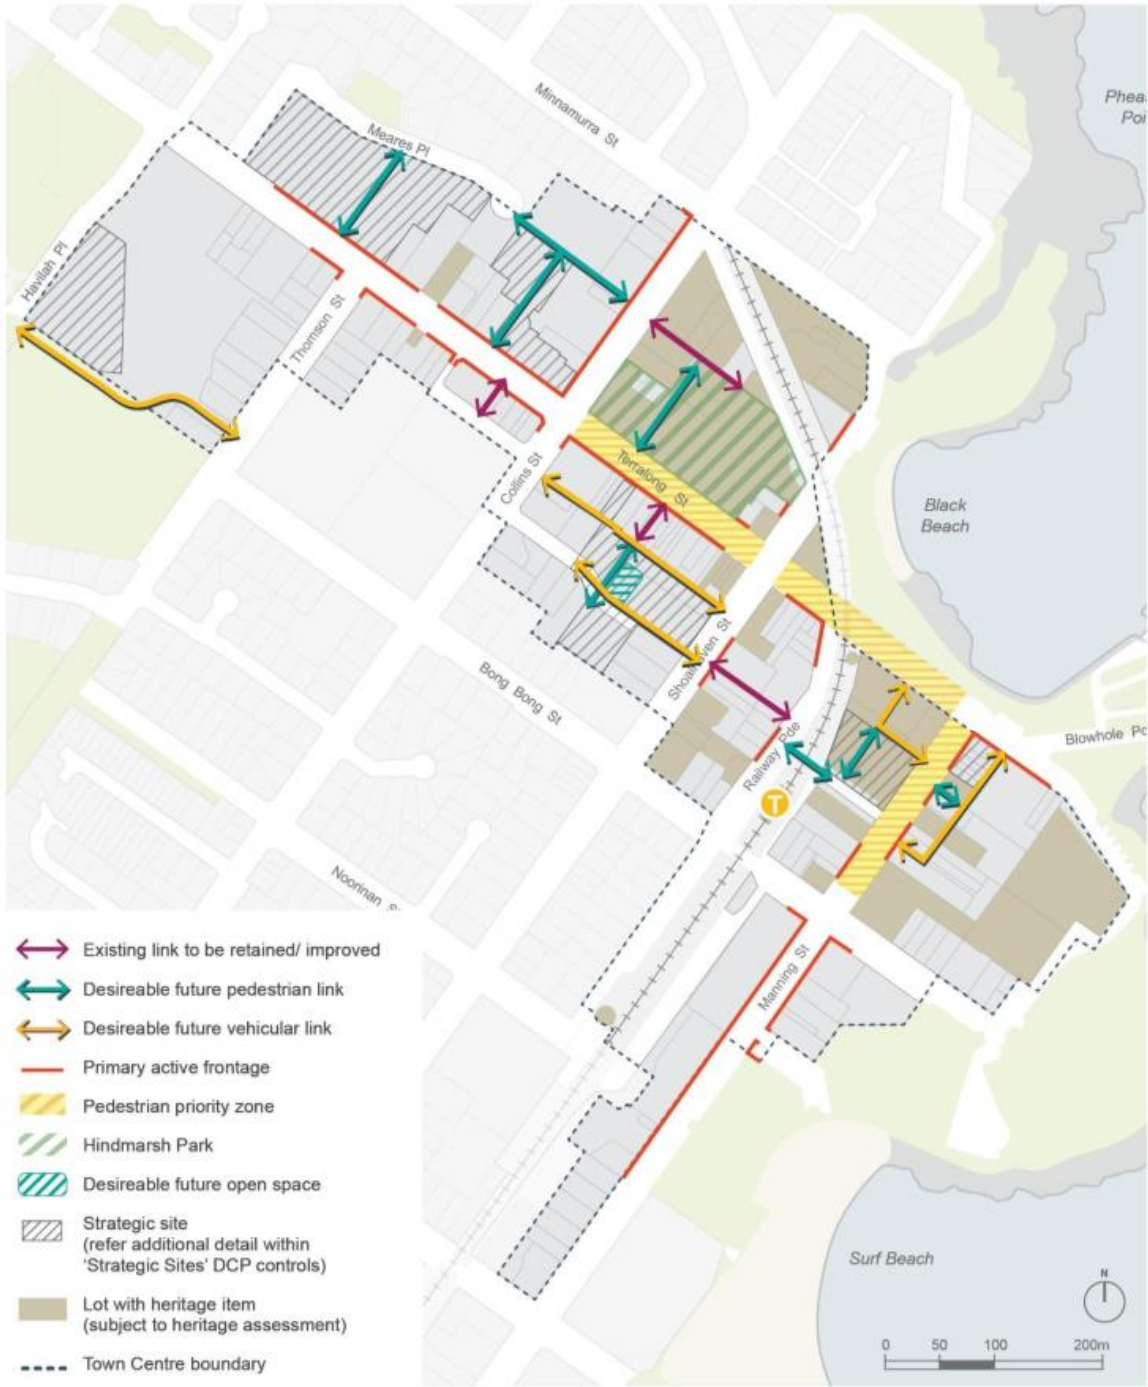 Minnamurra St
Phea
Poi
Meares Pl
Havilah Pl
Thomson St
Collins St
Terralong St
Black
Beach
Shoalhaven St
Bong Bong St
Railway Pde
Blowhole Po
T
Noorinan S
Manning St
Existing link to be retained/ improved
Desireable future pedestrian link
Desireable future vehicular link
Primary active frontage
Pedestrian priority zone
Hindmarsh Park
Desireable future open space
Strategic site
(refer additional detail within
'Strategic Sites' DCP controls)
Lot with heritage item
(subject to heritage assessment)
Town Centre boundary
Surf Beach
N
0 50 100 200m